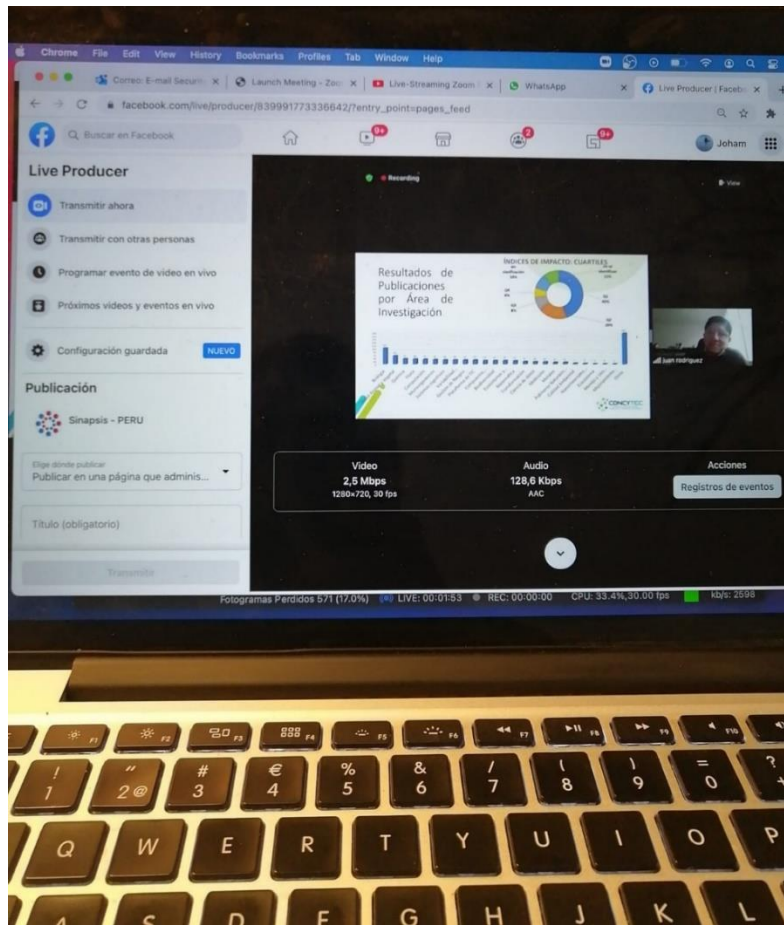 Chrome File Edit View History Bookmarks Profiles Tab Window Help
Launch Meeting - Zoo
Live-Streaming Zoom
WhatsApp
Live Producer | Faceb
facebook.com/live/producer/839991773336642/?entry_point=pages_feed
Buscar en Facebook
9+
2
9+
Joham
Live Producer
Transmitir ahora
Transmitir con otras personas
Programar evento de video en vivo
Próximos videos y eventos en vivo
Configuración guardada NUEVO
Publicación
Sinapsis - PERU
Elige dónde publicar
Publicar en una página que adminis...
Título (obligatorio)
Transmitir
Recording
View
Resultados de
Publicaciones
por Área de
Investigación
ÍNDICES DE IMPACTO: CUARTILES
CONCYTEC
Juan rodriguez
Video
2,5 Mbps
1280×720, 30 fps
Audio
128,6 Kbps
AAC
Acciones
Registros de eventos
Fotogramas Perdidos 571 (17.0%) LIVE: 00:01:53 REC: 00:00:00 CPU: 33.4%,30.00 fps kb/s: 2598
F1 F2 F3 F4 F5 F6 F7 F8 F9 F10
! " # € % & / ( ) = ?
1 2 @ 3 4 5 6 7 8 9 0
Q W E R T Y U I O P
A S D F G H J K L